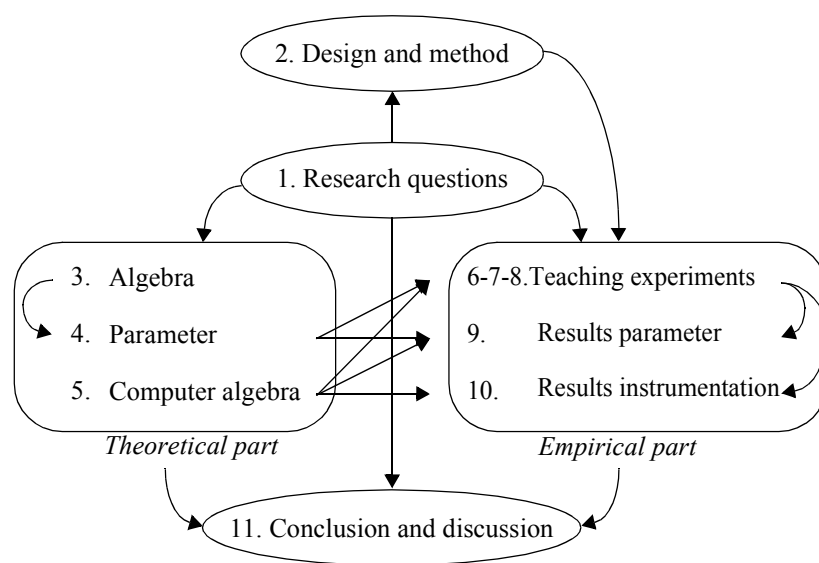 2. Design and method
1. Research questions
3. Algebra
4. Parameter
5. Computer algebra
Theoretical part
6-7-8.Teaching experiments
9. Results parameter
10. Results instrumentation
Empirical part
11. Conclusion and discussion